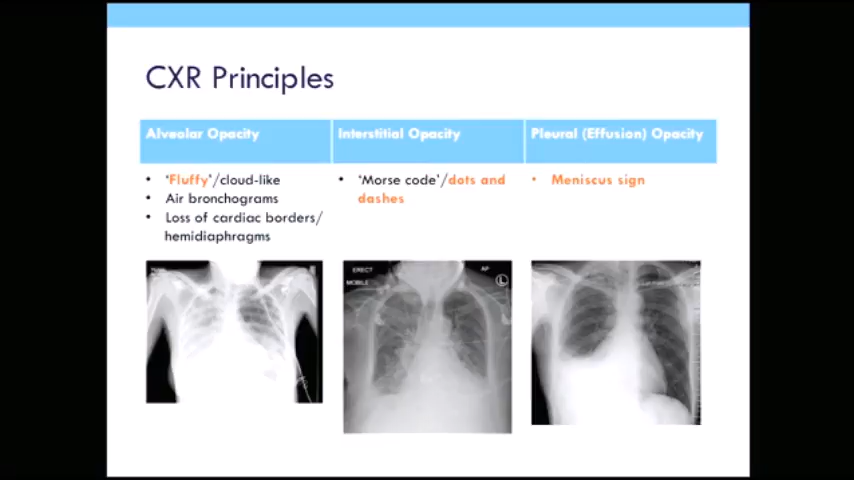 CXR Principles
Alveolar Opacity
Interstitial Opacity
Pleural (Effusion) Opacity
• 'Fluffy'/cloud-like
• Air bronchograms
• Loss of cardiac borders/
hemidiaphragms
• 'Morse code'/dots and
dashes
• Meniscus sign
ERECT
AP
MOBILE
L